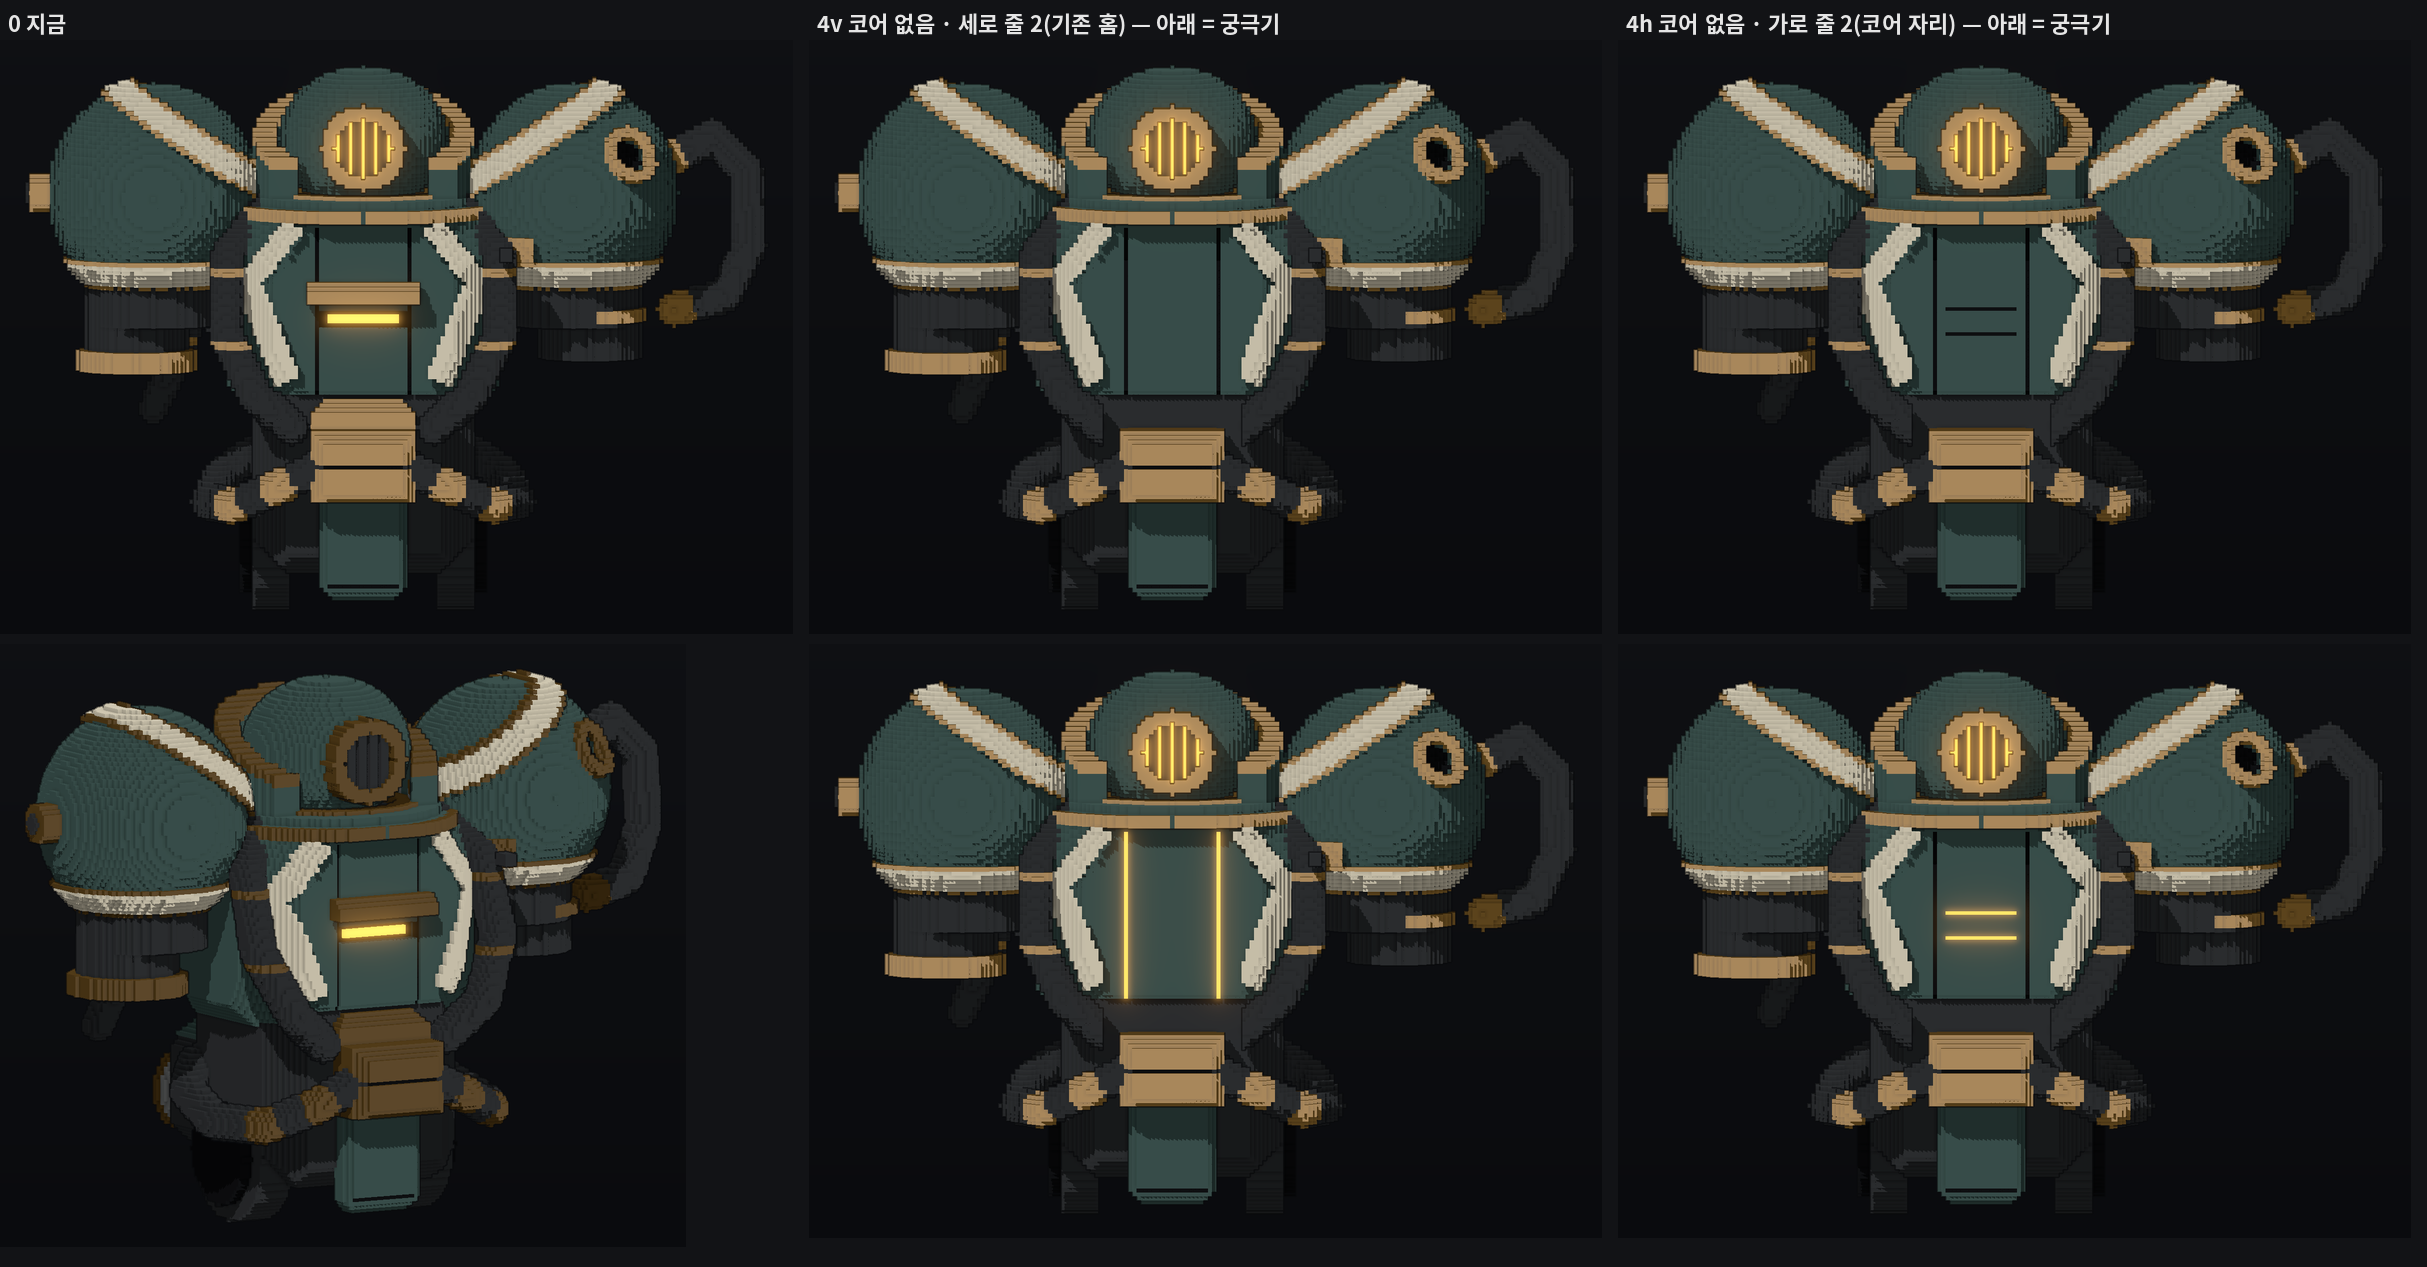 0 지금
4v 코어 없음 · 세로 줄 2(기존 홈) — 아래 = 궁극기
4h 코어 없음 · 가로 줄 2(코어 자리) — 아래 = 궁극기